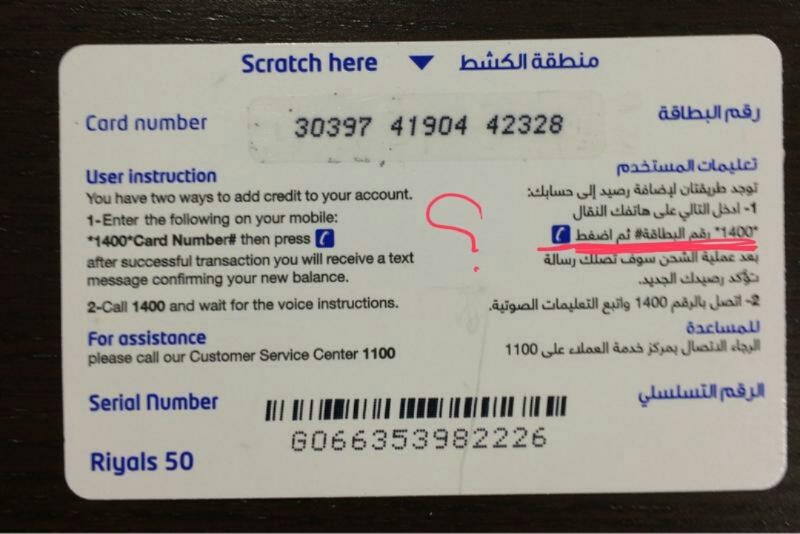 Scratch here
منطقة الكشط
Card number
30397 41904 42328
رقم البطاقة
User instruction
You have two ways to add credit to your account.
1-Enter the following on your mobile:
*1400*Card Number# then press
after successful transaction you will receive a text
message confirming your new balance.
2-Call 1400 and wait for the voice instructions.
For assistance
please call our Customer Service Center 1100
تعليمات المستخدم
توجد طريقتان لإضافة رصيد إلى حسابك:
1- ادخل التالي على هاتفك النقال
*1400* رقم البطاقة# ثم اضغط
بعد عملية الشحن سوف تصلك رسالة
تؤكد رصيدك الجديد.
2- اتصل بالرقم 1400 واتبع التعليمات الصوتية.
للمساعدة
الرجاء الاتصال بمركز خدمة العملاء على 1100
Serial Number
الرقم التسلسلي
G066353982226
Riyals 50
?